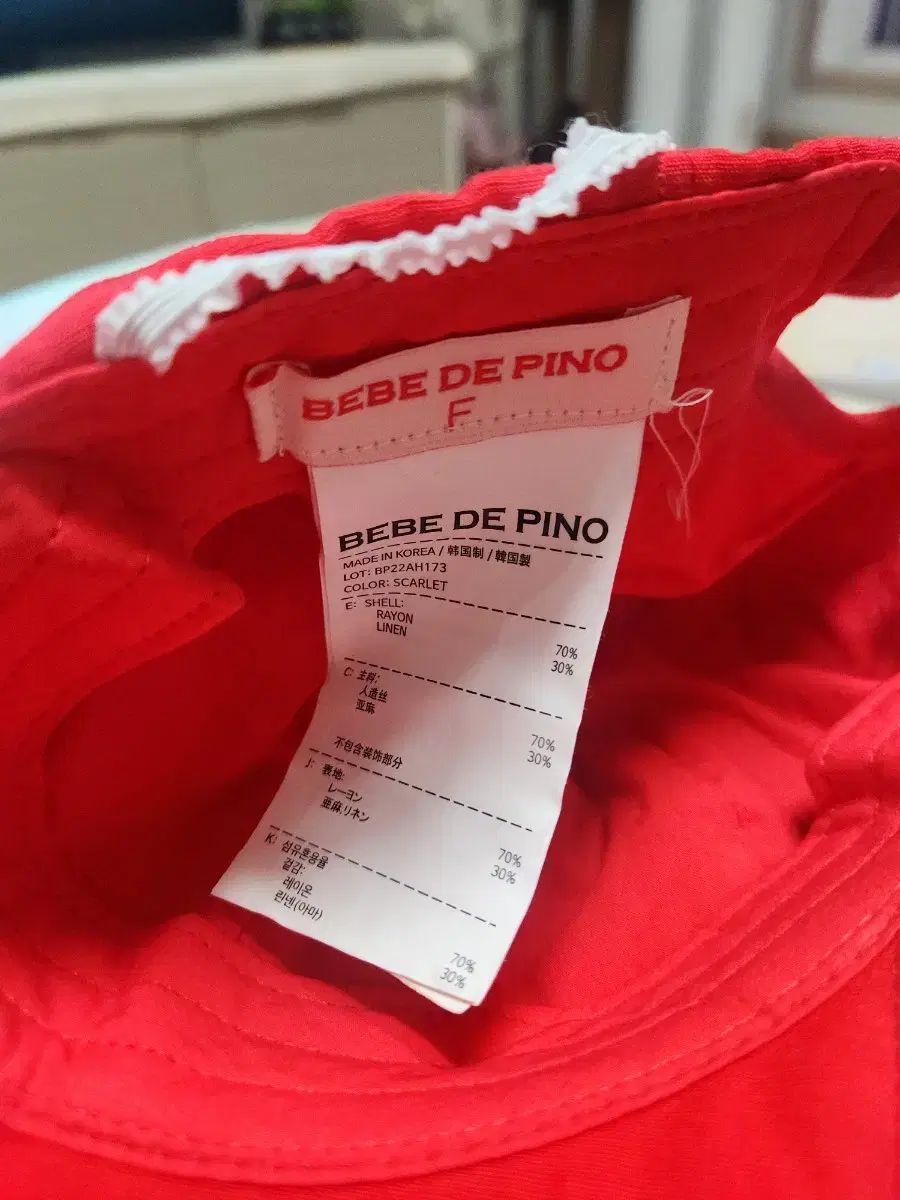 BEBE DE PINO
F
BEBE DE PINO
MADE IN KOREA / 韩国制 / 韓国製
LOT: BP22AH173
COLOR: SCARLET
E: SHELL:
RAYON 70%
LINEN 30%
C: 主料:
人造丝 70%
亚麻 30%
不包含装饰部分
J: 表地:
レーヨン 70%
亜麻,リネン 30%
K: 섬유혼용율
겉감:
레이온 70%
린넨(아마) 30%